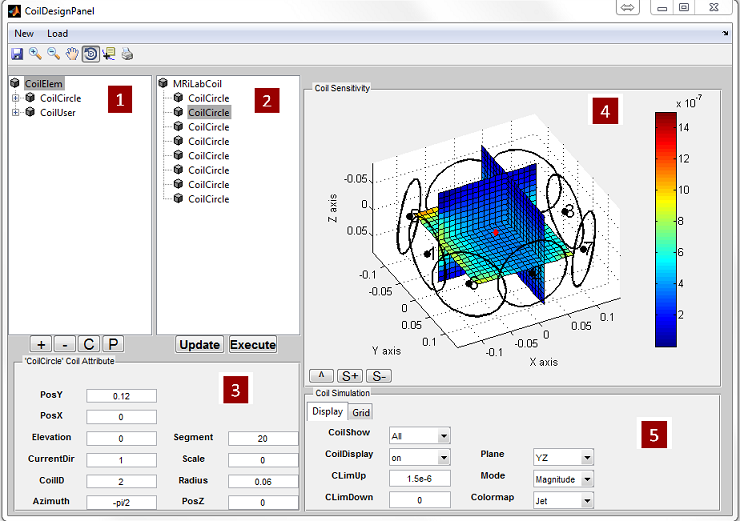 CoilDesignPanel
New Load
CoilElem
CoilCircle
CoilUser
1
MRiLabCoil
CoilCircle
CoilCircle
CoilCircle
CoilCircle
CoilCircle
CoilCircle
CoilCircle
CoilCircle
2
+ - C P
Update Execute
'CoilCircle' Coil Attribute
3
PosY 0.12
PosX 0
Elevation 0 Segment 20
CurrentDir 1 Scale 0
CoilID 2 Radius 0.06
Azimuth -pi/2 PosZ 0
Coil Sensitivity
4
x 10^-7
14
12
10
8
6
4
2
-0.05
0
0.05
Z axis
-0.1
-0.05
0
0.05
0.1
Y axis
-0.1
-0.05
0
0.05
0.1
X axis
^ S+ S-
Coil Simulation
Display Grid
5
CoilShow All
CoilDisplay on Plane YZ
CLimUp 1.5e-6 Mode Magnitude
CLimDown 0 Colormap Jet